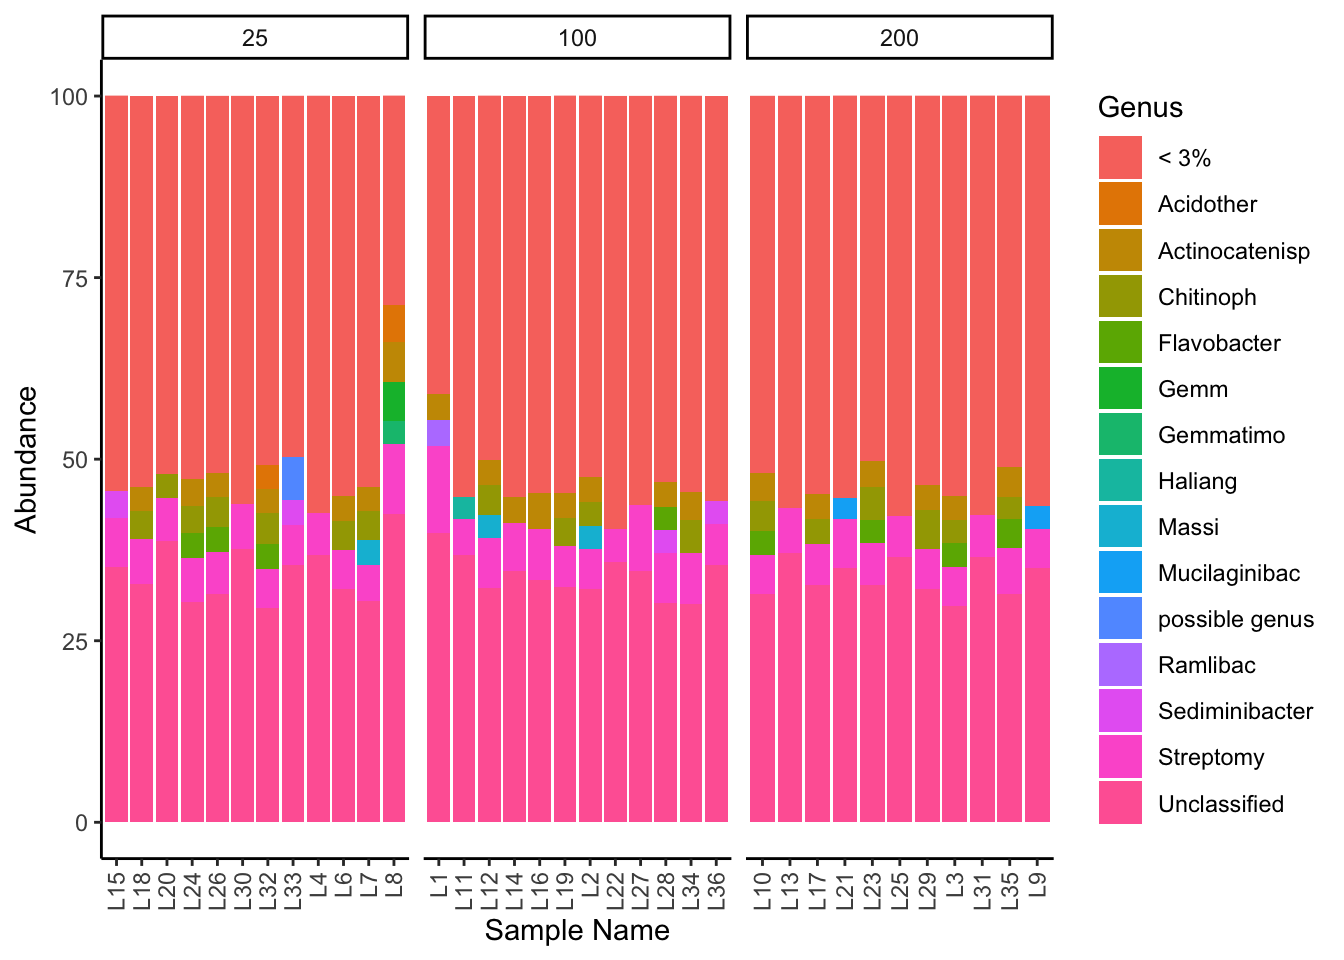 25
100
200
100
75
50
25
0
Abundance
L15 L18 L20 L24 L26 L30 L32 L33 L4 L6 L7 L8
L1 L11 L12 L14 L16 L19 L2 L22 L27 L28 L34 L36
L10 L13 L17 L21 L23 L25 L29 L3 L31 L35 L9
Sample Name
Genus
< 3%
Acidother
Actinocatenisp
Chitinoph
Flavobacter
Gemm
Gemmatimo
Haliang
Massi
Mucilaginibac
possible genus
Ramlibac
Sediminibacter
Streptomy
Unclassified